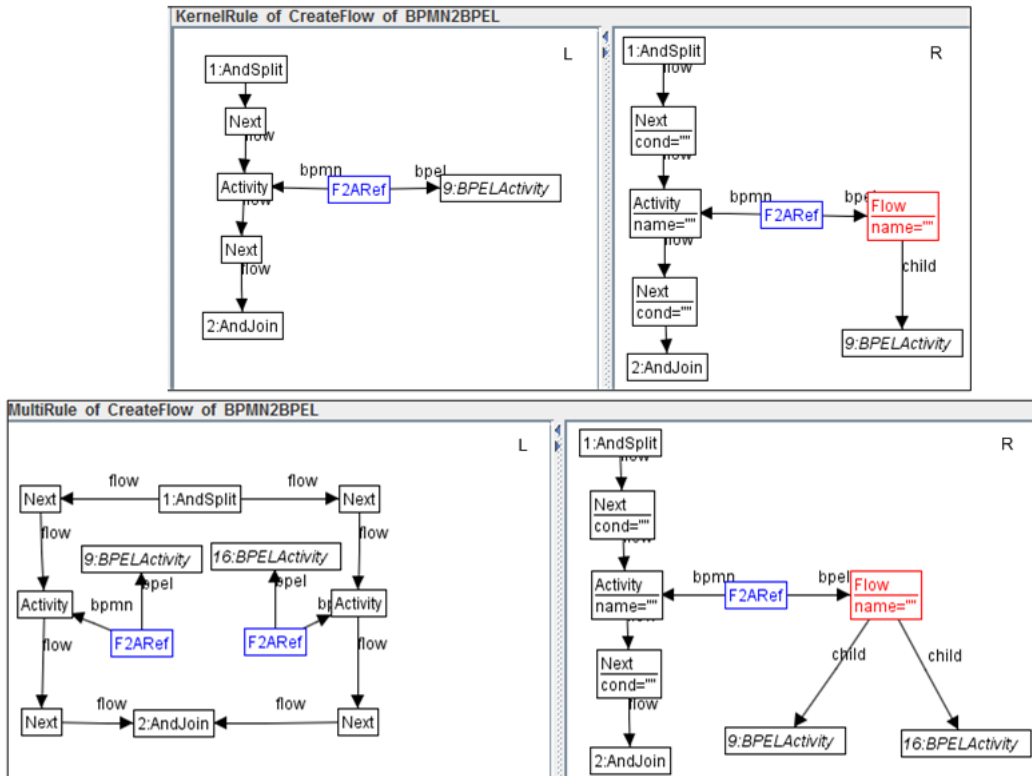 KernelRule of CreateFlow of BPMN2BPEL
L
1:AndSplit
Next
flow
Activity
bpmn
F2ARef
bpel
9:BPELActivity
flow
Next
flow
2:AndJoin
R
1:AndSplit
flow
Next
cond=""
flow
Activity
name=""
bpmn
F2ARef
bpel
Flow
name=""
flow
child
Next
cond=""
9:BPELActivity
2:AndJoin
MultiRule of CreateFlow of BPMN2BPEL
L
flow
flow
Next
1:AndSplit
Next
flow
flow
9:BPELActivity
16:BPELActivity
bpel
bpel
Activity
bpmn
Activity
F2ARef
F2ARef
flow
flow
flow
flow
Next
2:AndJoin
Next
R
1:AndSplit
flow
Next
cond=""
flow
Activity
name=""
bpmn
F2ARef
bpel
Flow
name=""
flow
child
child
Next
cond=""
flow
9:BPELActivity
16:BPELActivity
2:AndJoin